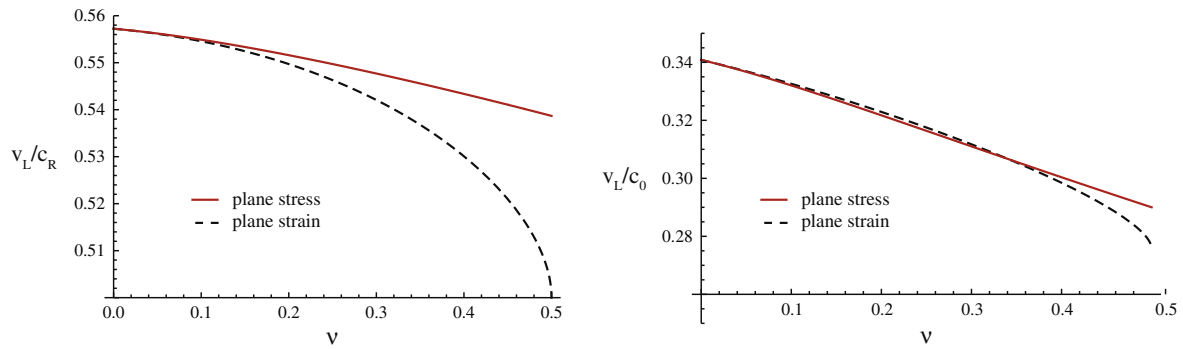 0.56
0.55
0.54
v_L/c_R
0.53
0.52
0.51
plane stress
plane strain
0.0 0.1 0.2 0.3 0.4 0.5
ν
0.34
0.32
v_L/c_0
0.30
0.28
plane stress
plane strain
0.1 0.2 0.3 0.4 0.5
ν